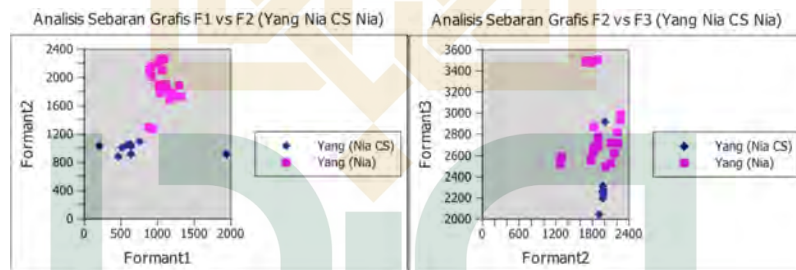 Analisis Sebaran Grafis F1 vs F2 (Yang Nia CS Nia)
Formant2
2400
2000
1600
1200
800
400
0
0 500 1000 1500 2000
Formant1
Yang (Nia CS)
Yang (Nia)
Analisis Sebaran Grafis F2 vs F3 (Yang Nia CS Nia)
Formant3
3600
3400
3200
3000
2800
2600
2400
2200
2000
0 600 1200 1800 2400
Formant2
Yang (Nia CS)
Yang (Nia)